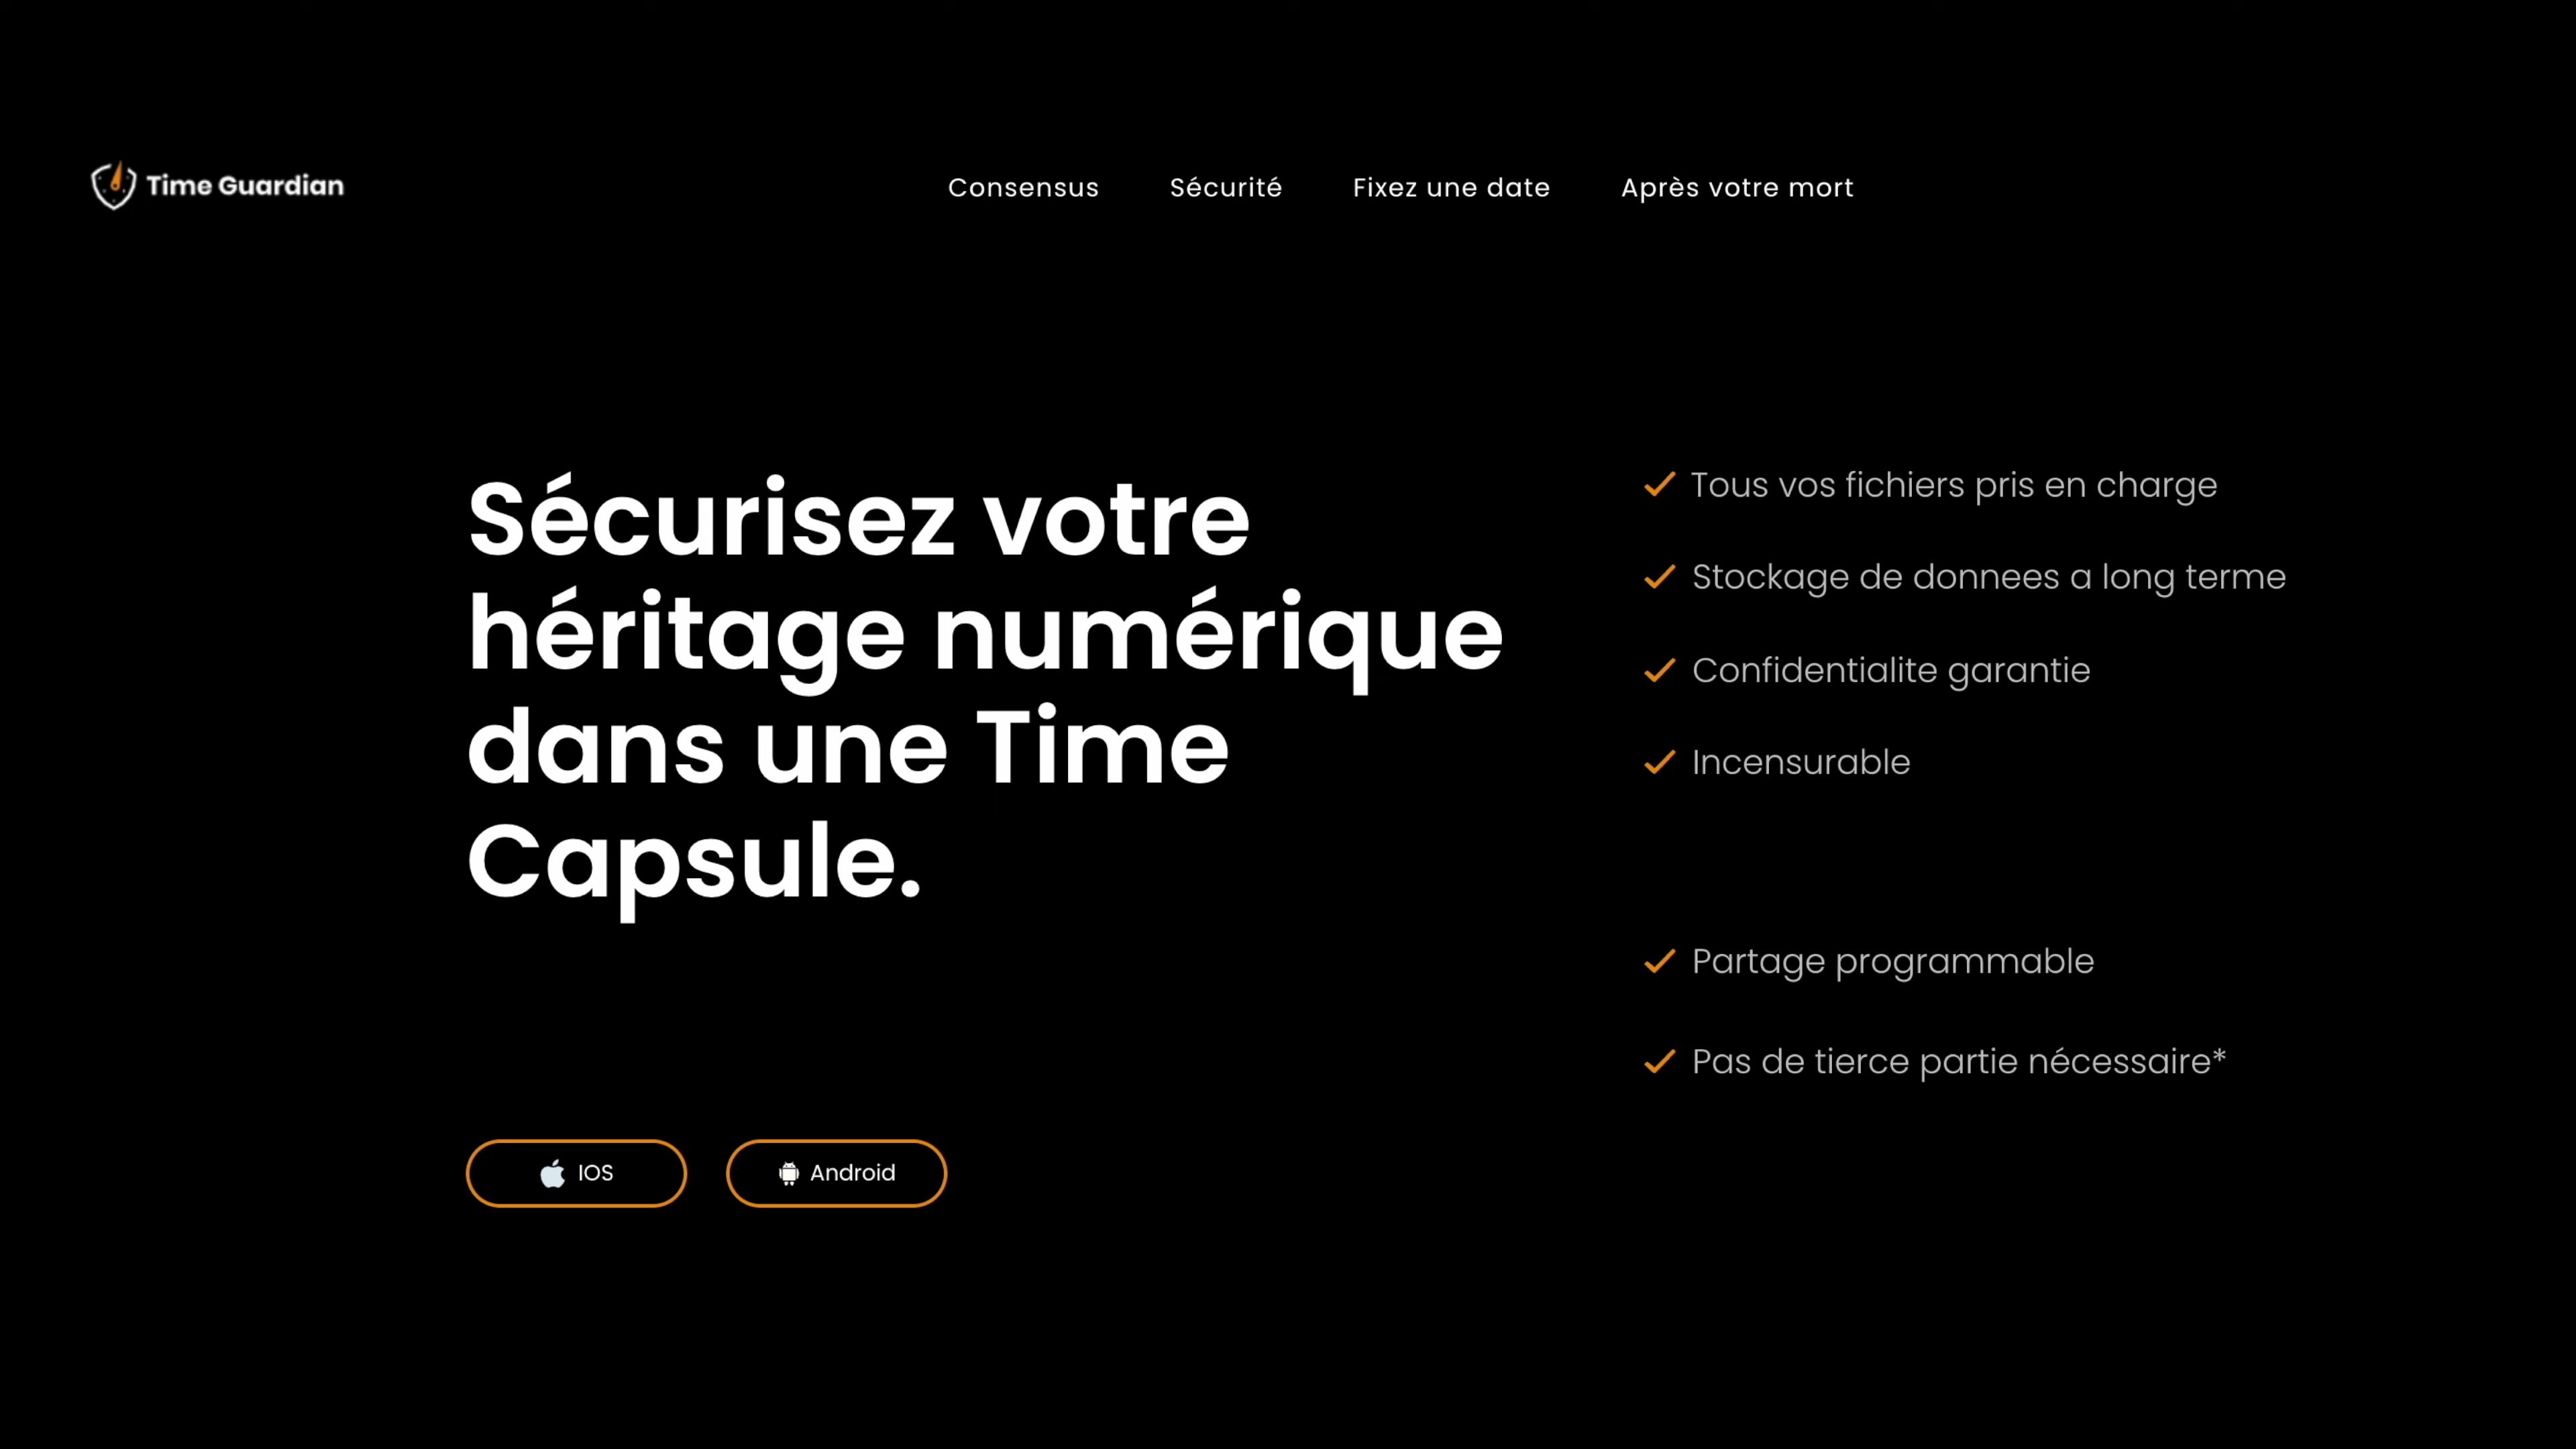 Time Guardian
Consensus
Sécurité
Fixez une date
Après votre mort
Sécurisez votre
héritage numérique
dans une Time
Capsule.
IOS
Android
Tous vos fichiers pris en charge
Stockage de donnees a long terme
Confidentialite garantie
Incensurable
Partage programmable
Pas de tierce partie nécessaire*